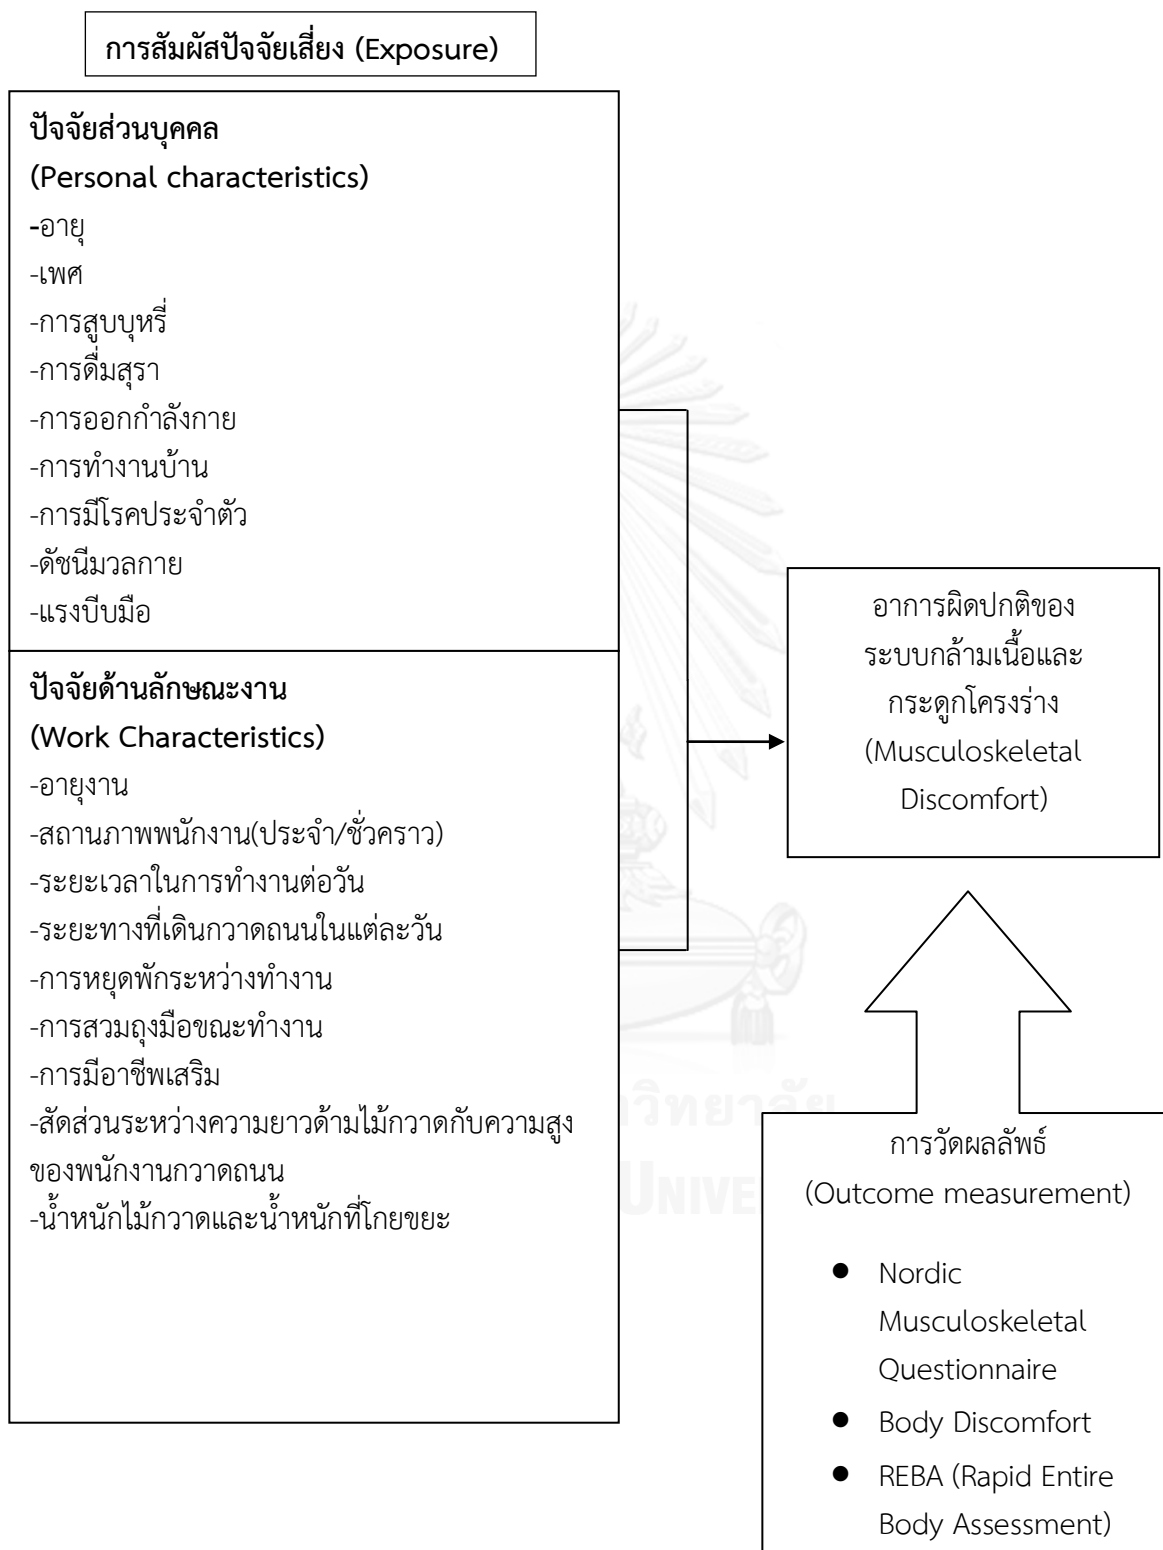 การสัมผัสปัจจัยเสี่ยง (Exposure)
ปัจจัยส่วนบุคคล
(Personal characteristics)
-อายุ
-เพศ
-การสูบบุหรี่
-การดื่มสุรา
-การออกกำลังกาย
-การทำงานบ้าน
-การมีโรคประจำตัว
-ดัชนีมวลกาย
-แรงบีบมือ
ปัจจัยด้านลักษณะงาน
(Work Characteristics)
-อายุงาน
-สถานภาพพนักงาน(ประจำ/ชั่วคราว)
-ระยะเวลาในการทำงานต่อวัน
-ระยะทางที่เดินกวาดถนนในแต่ละวัน
-การหยุดพักระหว่างทำงาน
-การสวมถุงมือขณะทำงาน
-การมีอาชีพเสริม
-สัดส่วนระหว่างความยาวด้ามไม้กวาดกับความสูง
ของพนักงานกวาดถนน
-น้ำหนักไม้กวาดและน้ำหนักที่โกยขยะ
อาการผิดปกติของ
ระบบกล้ามเนื้อและ
กระดูกโครงร่าง
(Musculoskeletal
Discomfort)
การวัดผลลัพธ์
(Outcome measurement)
● Nordic
Musculoskeletal
Questionnaire
● Body Discomfort
● REBA (Rapid Entire
Body Assessment)